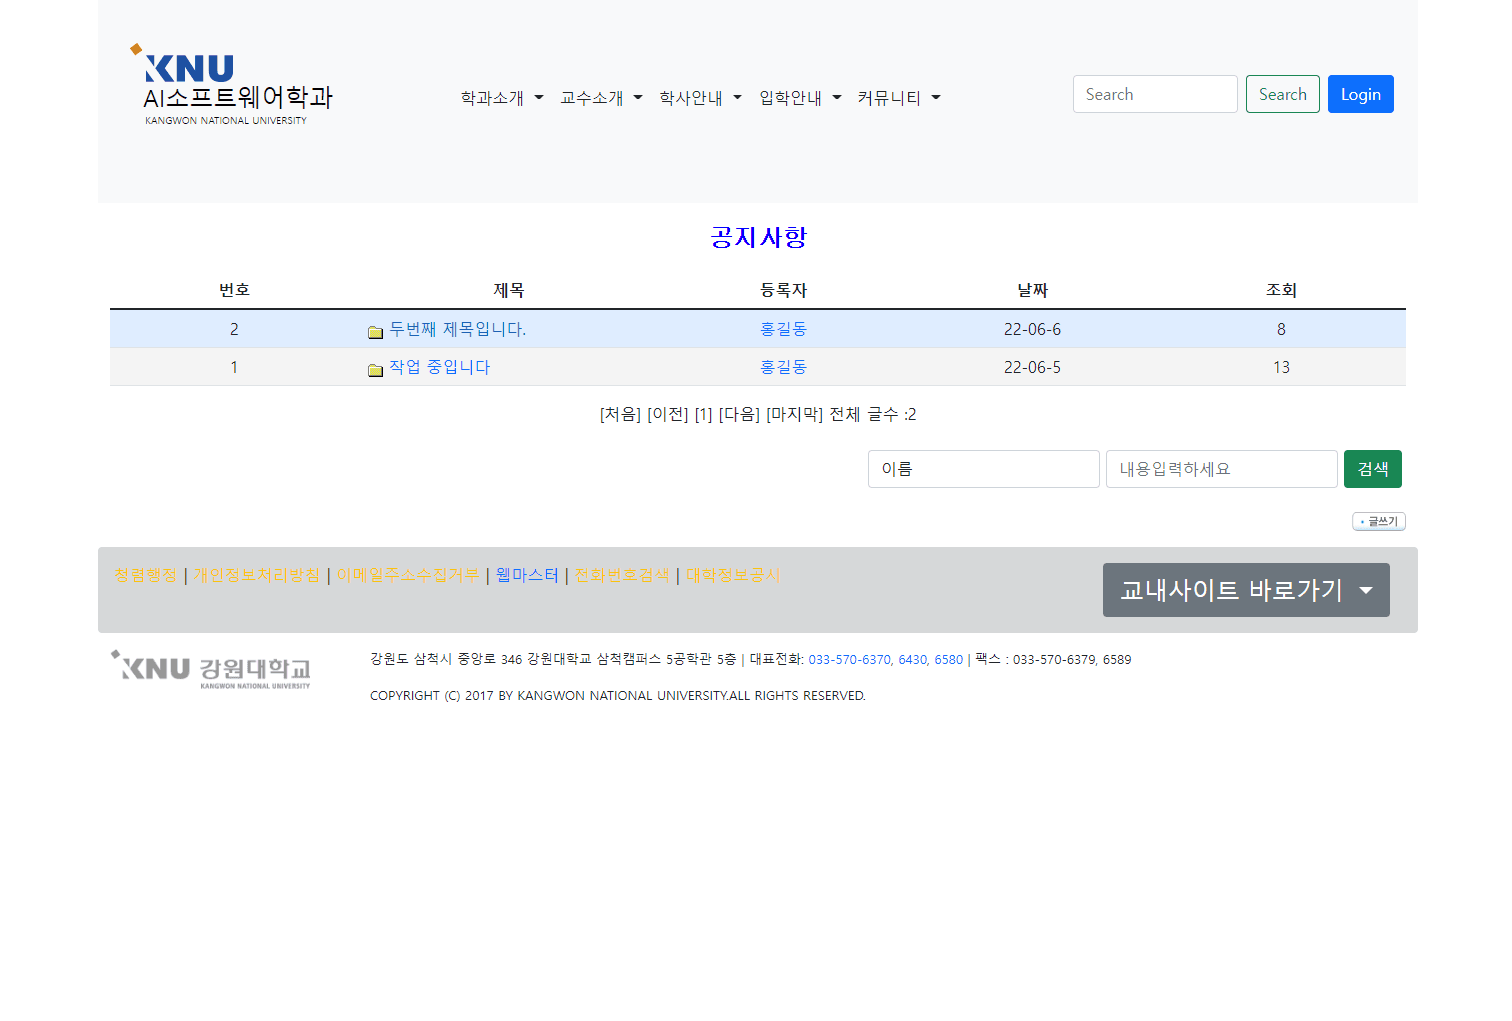 KNU
AI소프트웨어학과
KANGWON NATIONAL UNIVERSITY
학과소개 교수소개 학사안내 입학안내 커뮤니티
Search Search Login
공지사항
번호 제목 등록자 날짜 조회
2 두번째 제목입니다. 홍길동 22-06-6 8
1 작업 중입니다 홍길동 22-06-5 13
[처음] [이전] [1] [다음] [마지막] 전체 글수 :2
이름 내용입력하세요 검색
글쓰기
청렴행정 | 개인정보처리방침 | 이메일주소수집거부 | 웹마스터 | 전화번호검색 | 대학정보공시
교내사이트 바로가기
KNU 강원대학교
KANGWON NATIONAL UNIVERSITY
강원도 삼척시 중앙로 346 강원대학교 삼척캠퍼스 5공학관 5층 | 대표전화: 033-570-6370, 6430, 6580 | 팩스 : 033-570-6379, 6589
COPYRIGHT (C) 2017 BY KANGWON NATIONAL UNIVERSITY.ALL RIGHTS RESERVED.